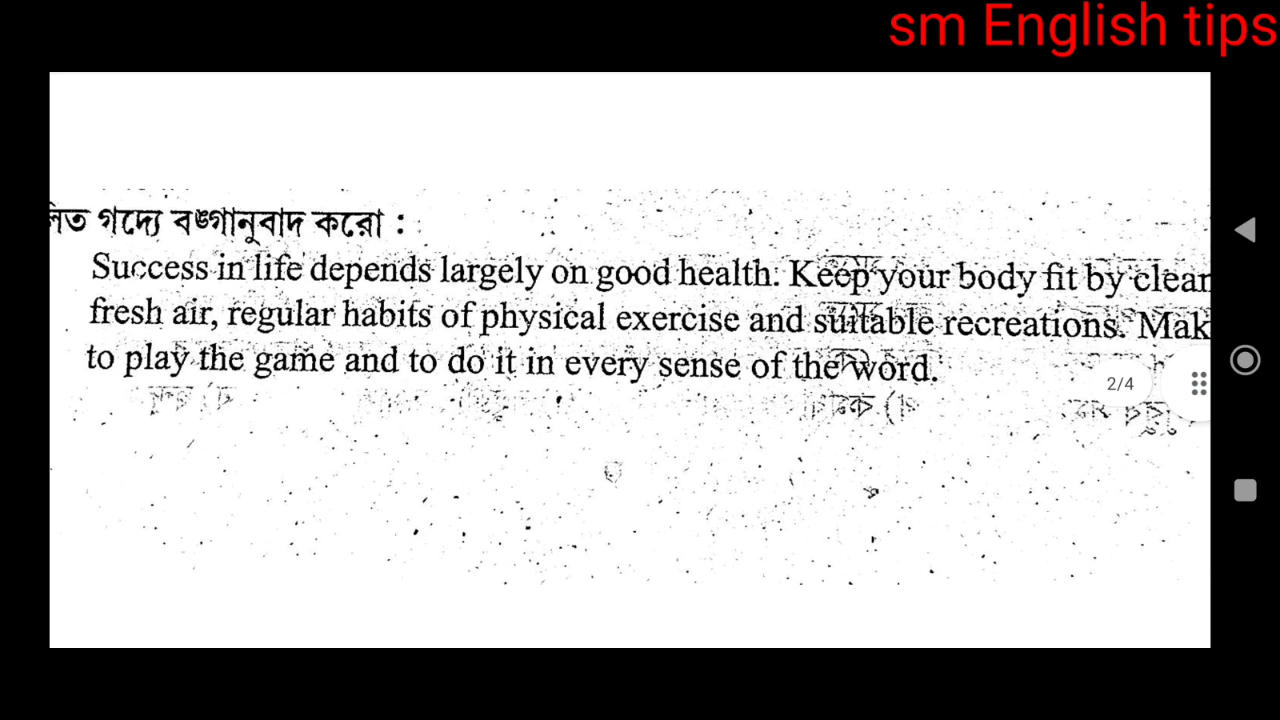 sm English tips
গদ্যে বঙ্গানুবাদ করো :
Success in life depends largely on good health. Keep your body fit by clean
fresh air, regular habits of physical exercise and suitable recreations. Mak
to play the game and to do it in every sense of the word.
2/4